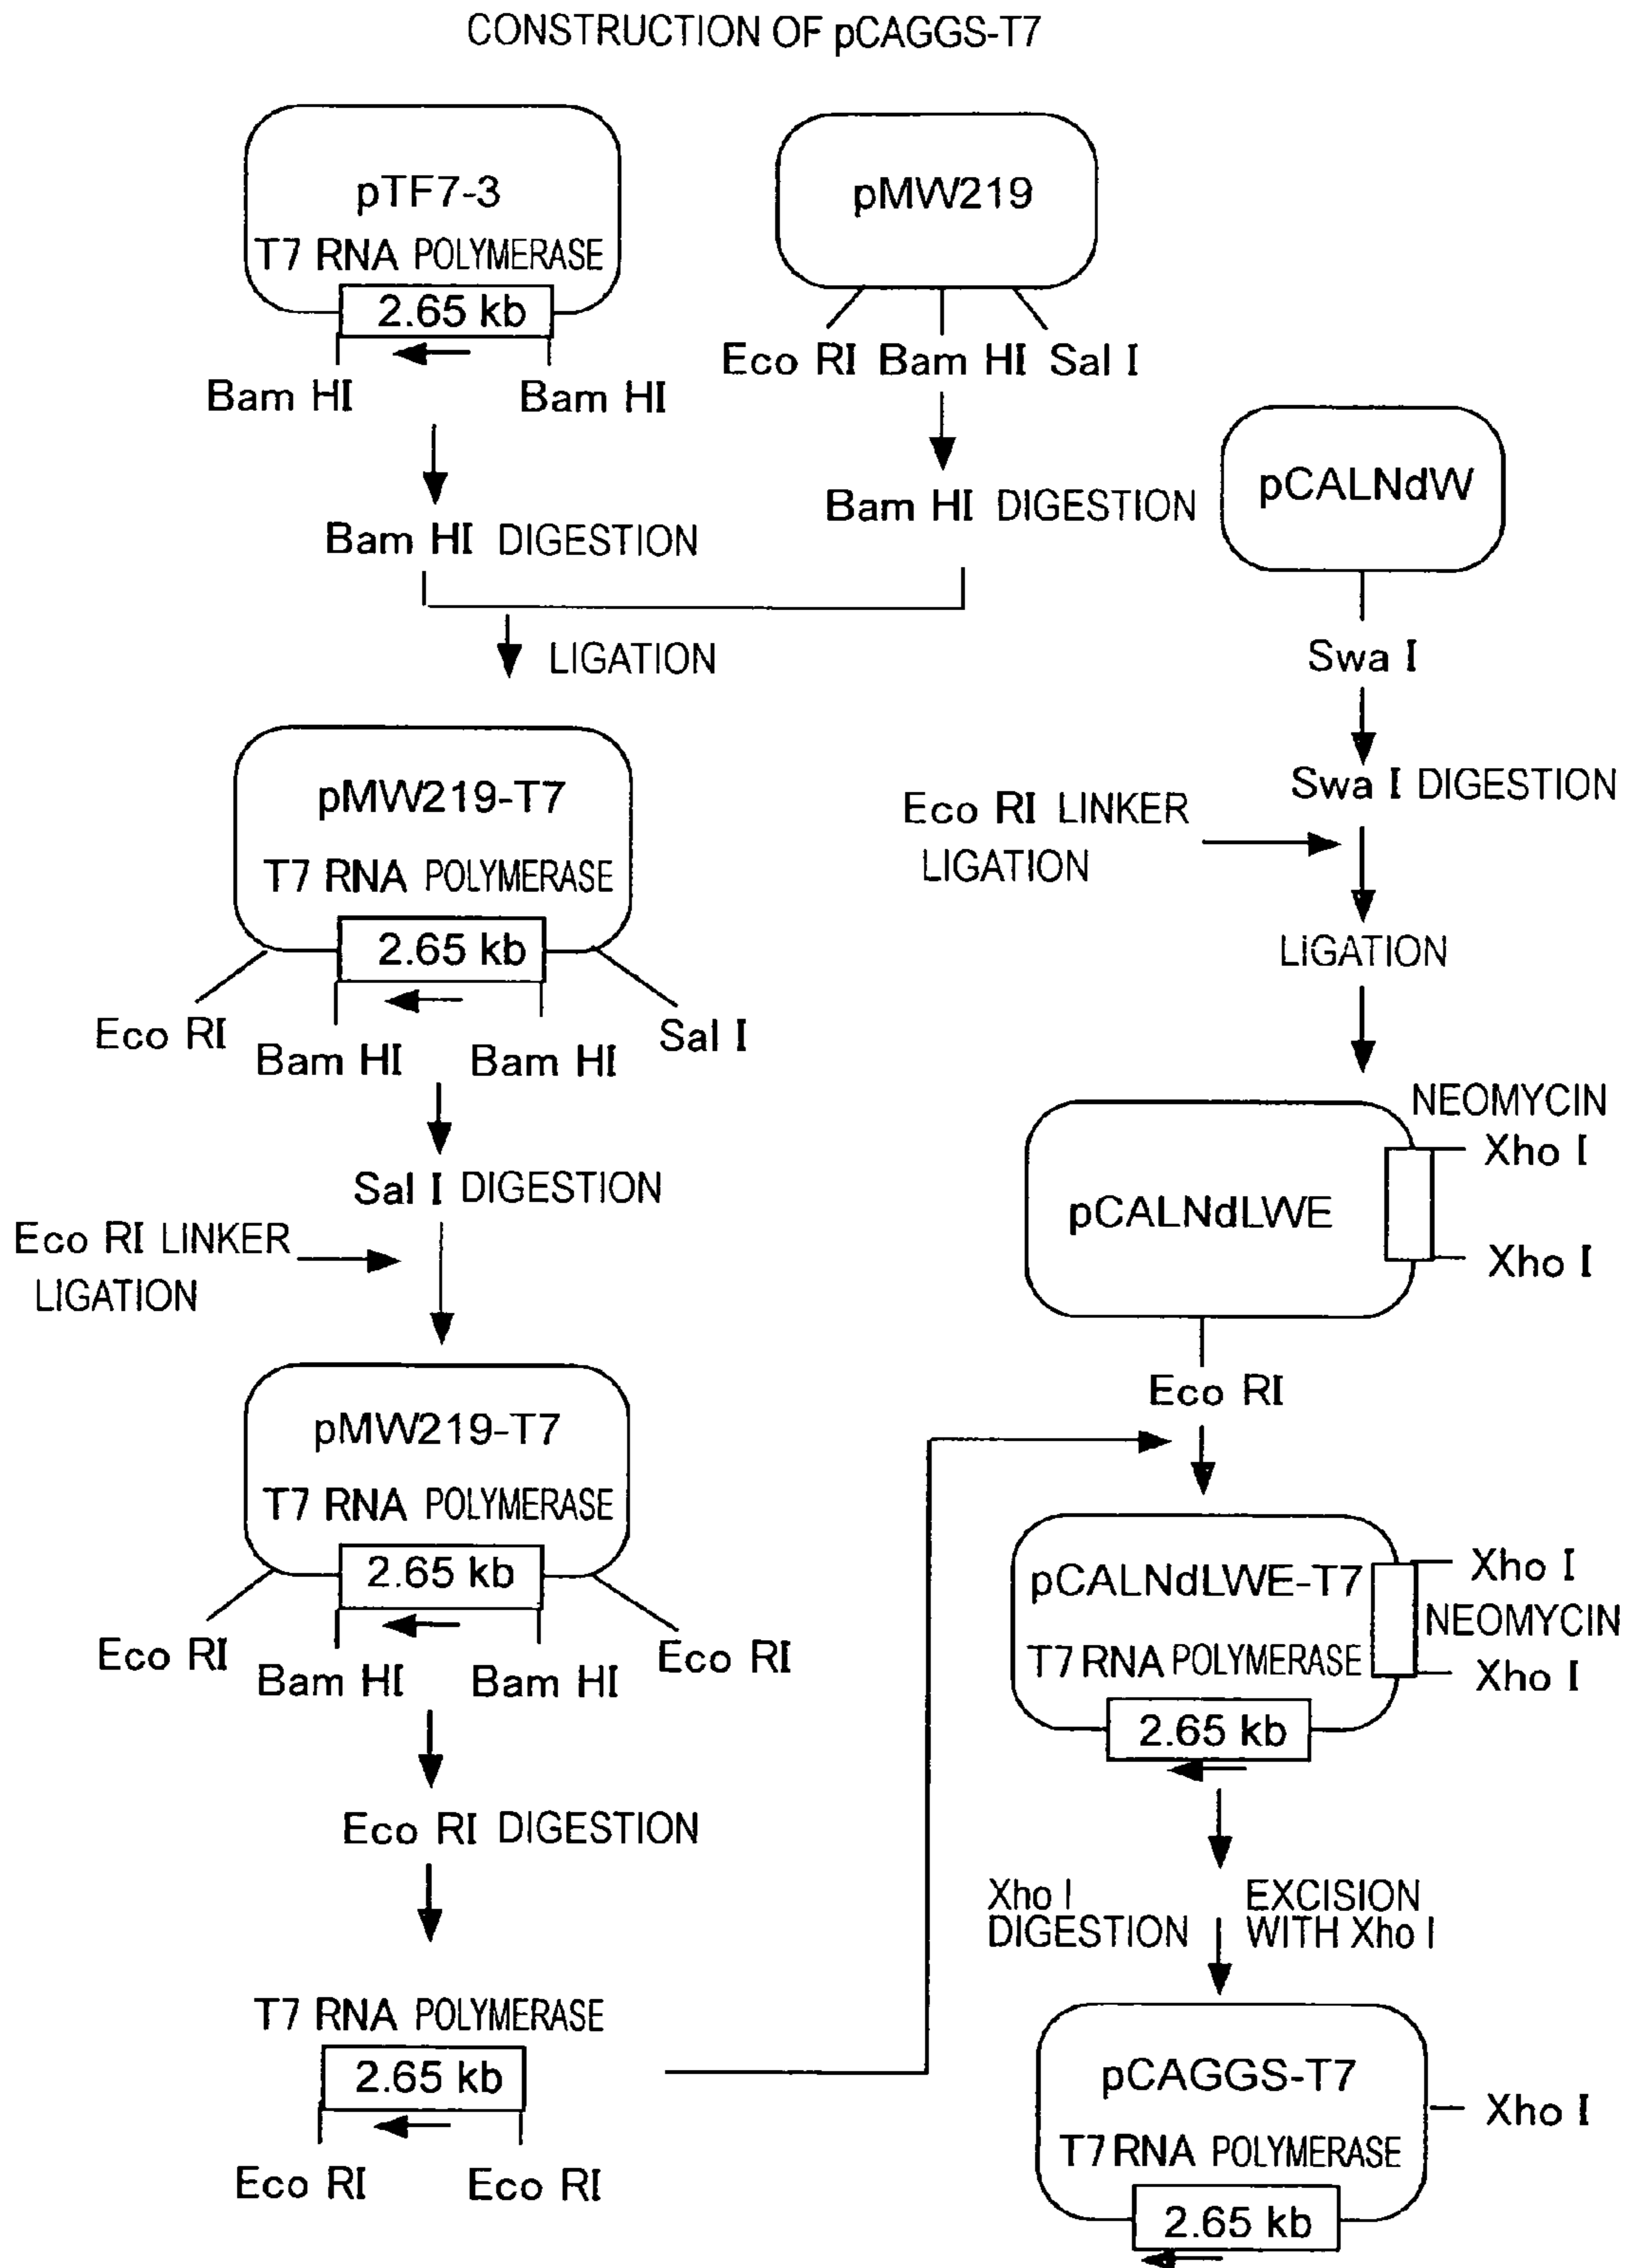 CONSTRUCTION OF pCAGGS-T7
pTF7-3
T7 RNA POLYMERASE
2.65 kb
Bam HI
Bam HI
Bam HI DIGESTION
pMW219
Eco RI Bam HI Sal I
Bam HI DIGESTION
LIGATION
pMW219-T7
T7 RNA POLYMERASE
2.65 kb
Eco RI
Bam HI
Bam HI
Sal I
Sal I DIGESTION
Eco RI LINKER
LIGATION
pMW219-T7
T7 RNA POLYMERASE
2.65 kb
Eco RI
Bam HI
Bam HI
Eco RI
Eco RI DIGESTION
T7 RNA POLYMERASE
2.65 kb
Eco RI
Eco RI
pCALNdW
Swa I
Swa I DIGESTION
Eco RI LINKER
LIGATION
LIGATION
NEOMYCIN
Xho I
pCALNdLWE
Xho I
Eco RI
pCALNdLWE-T7
Xho I
NEOMYCIN
T7 RNA POLYMERASE
Xho I
2.65 kb
Xho I
DIGESTION
EXCISION
WITH Xho I
pCAGGS-T7
Xho I
T7 RNA POLYMERASE
2.65 kb